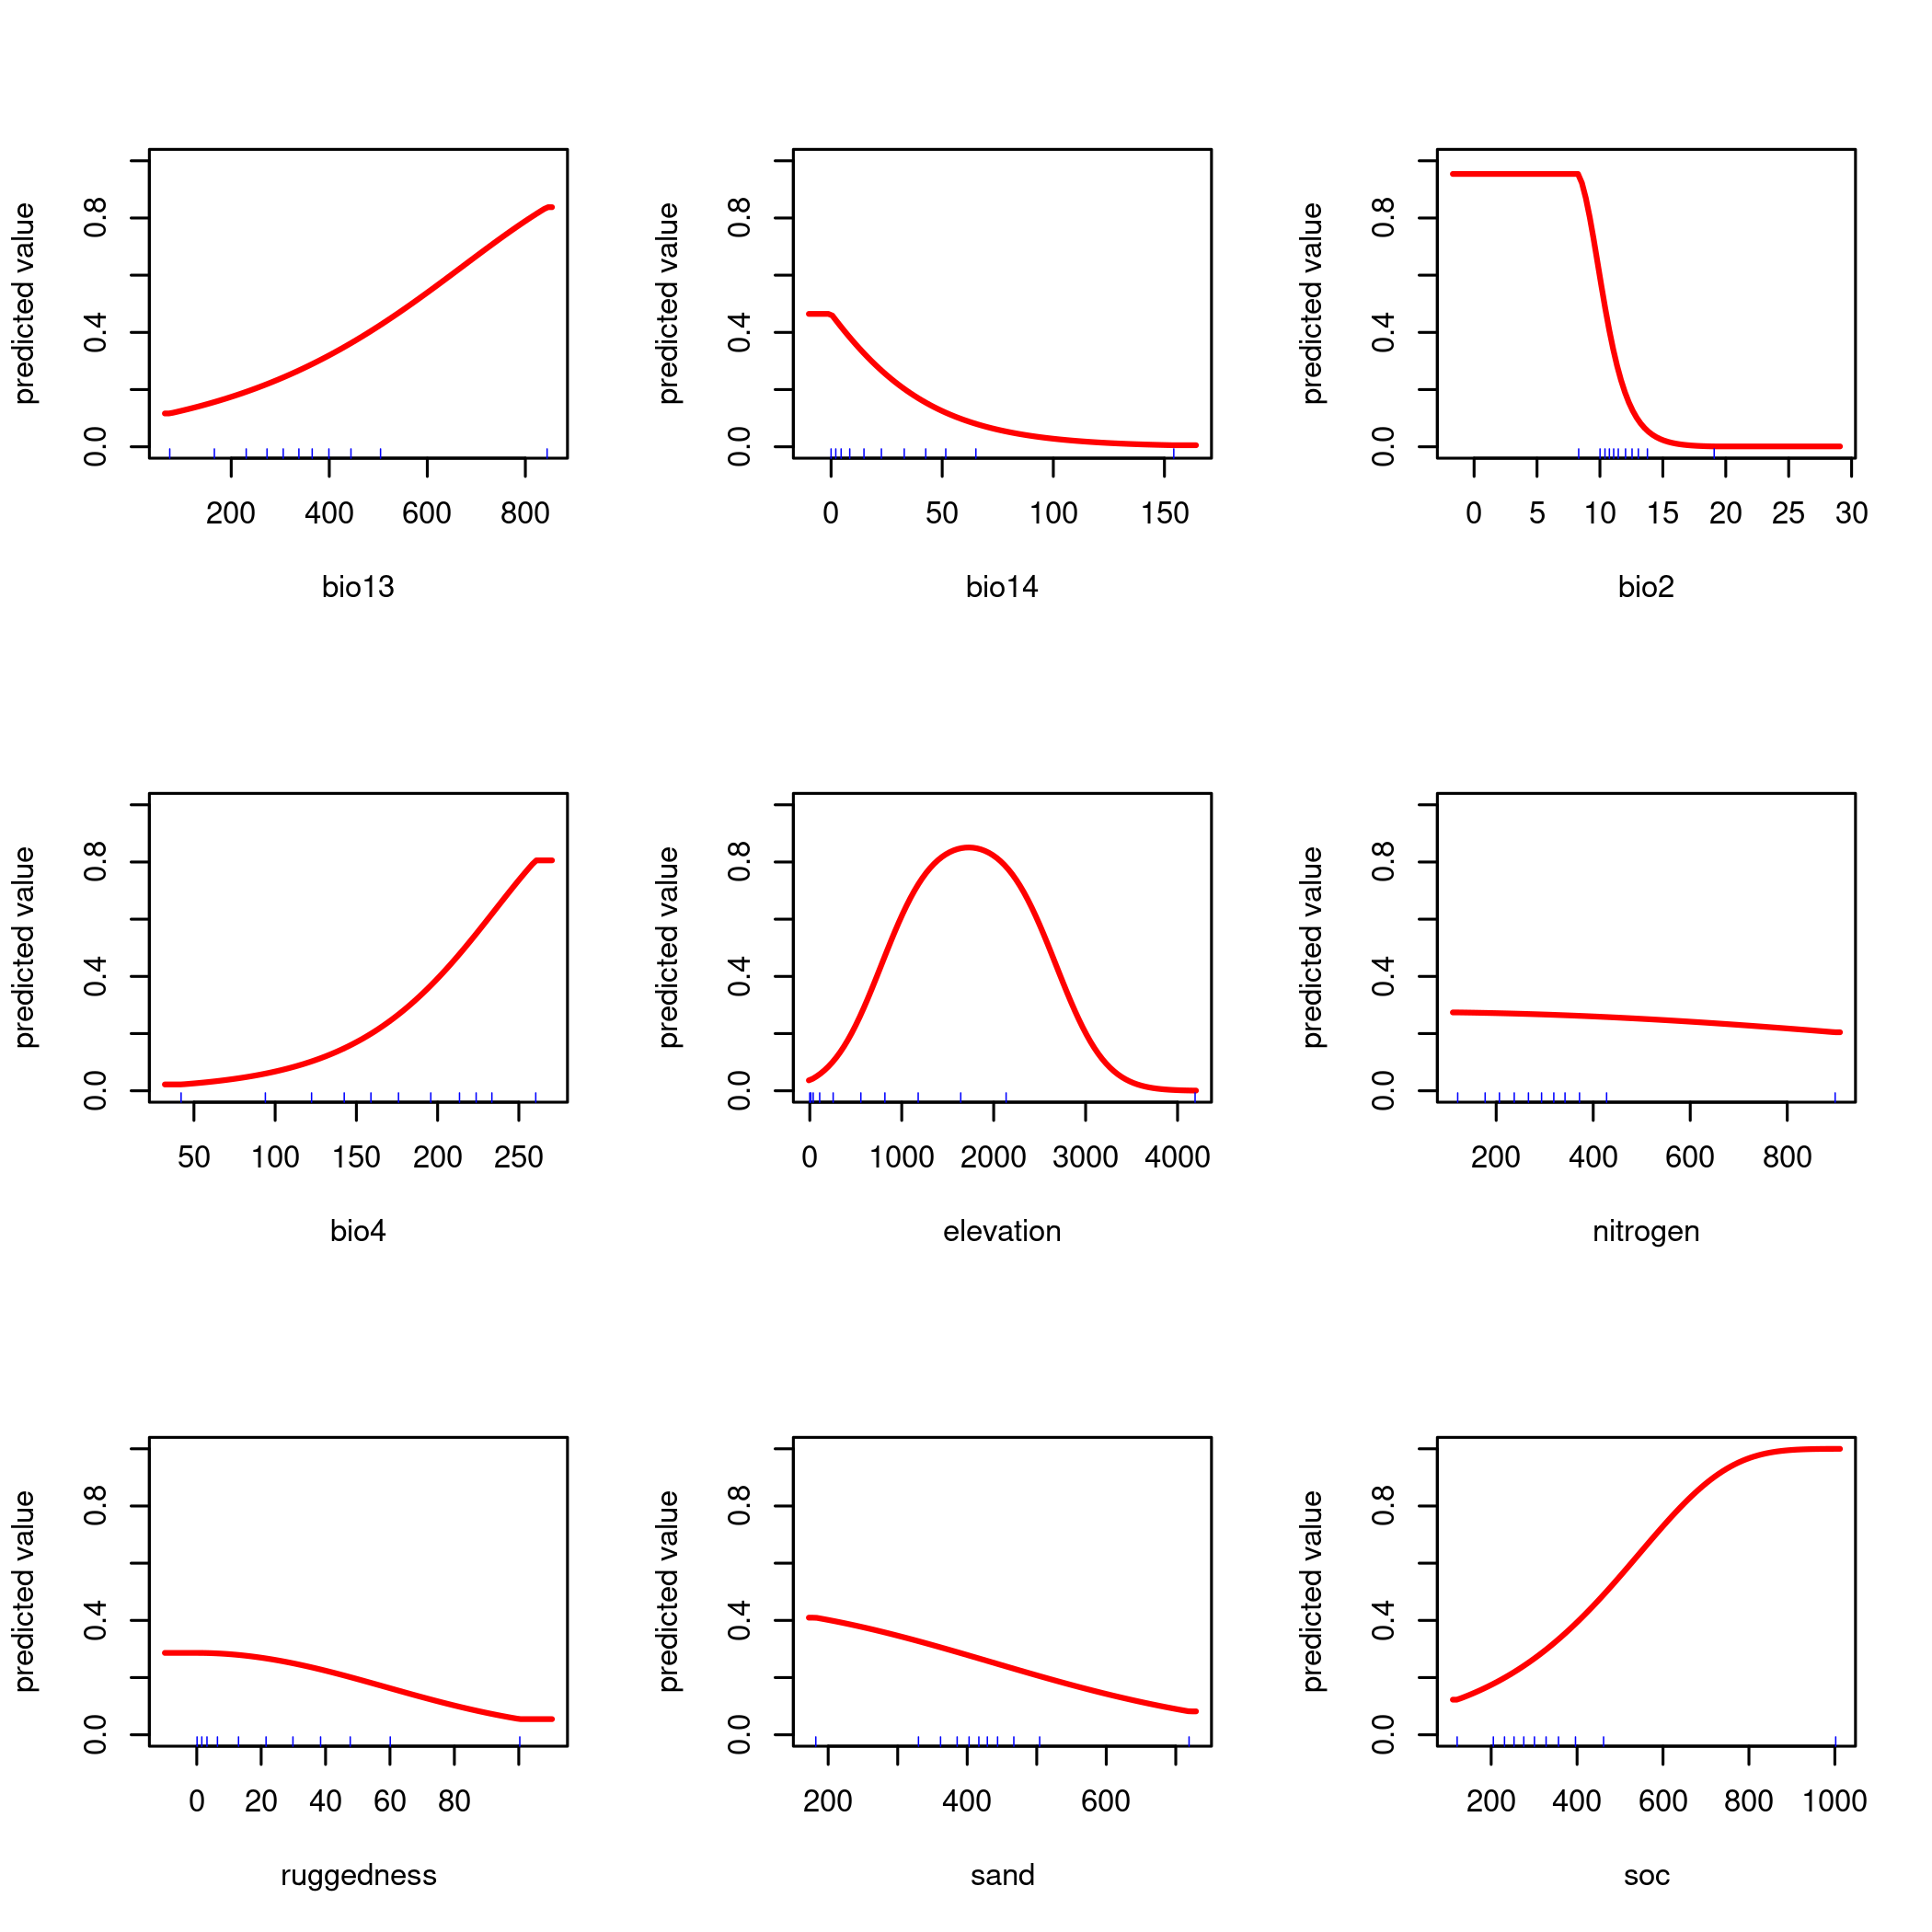 predicted value
0.0 0.4 0.8
200 400 600 800
bio13
predicted value
0.0 0.4 0.8
0 50 100 150
bio14
predicted value
0.0 0.4 0.8
0 5 10 15 20 25 30
bio2
predicted value
0.0 0.4 0.8
50 100 150 200 250
bio4
predicted value
0.0 0.4 0.8
0 1000 2000 3000 4000
elevation
predicted value
0.0 0.4 0.8
200 400 600 800
nitrogen
predicted value
0.0 0.4 0.8
0 20 40 60 80
ruggedness
predicted value
0.0 0.4 0.8
200 400 600
sand
predicted value
0.0 0.4 0.8
200 400 600 800 1000
soc